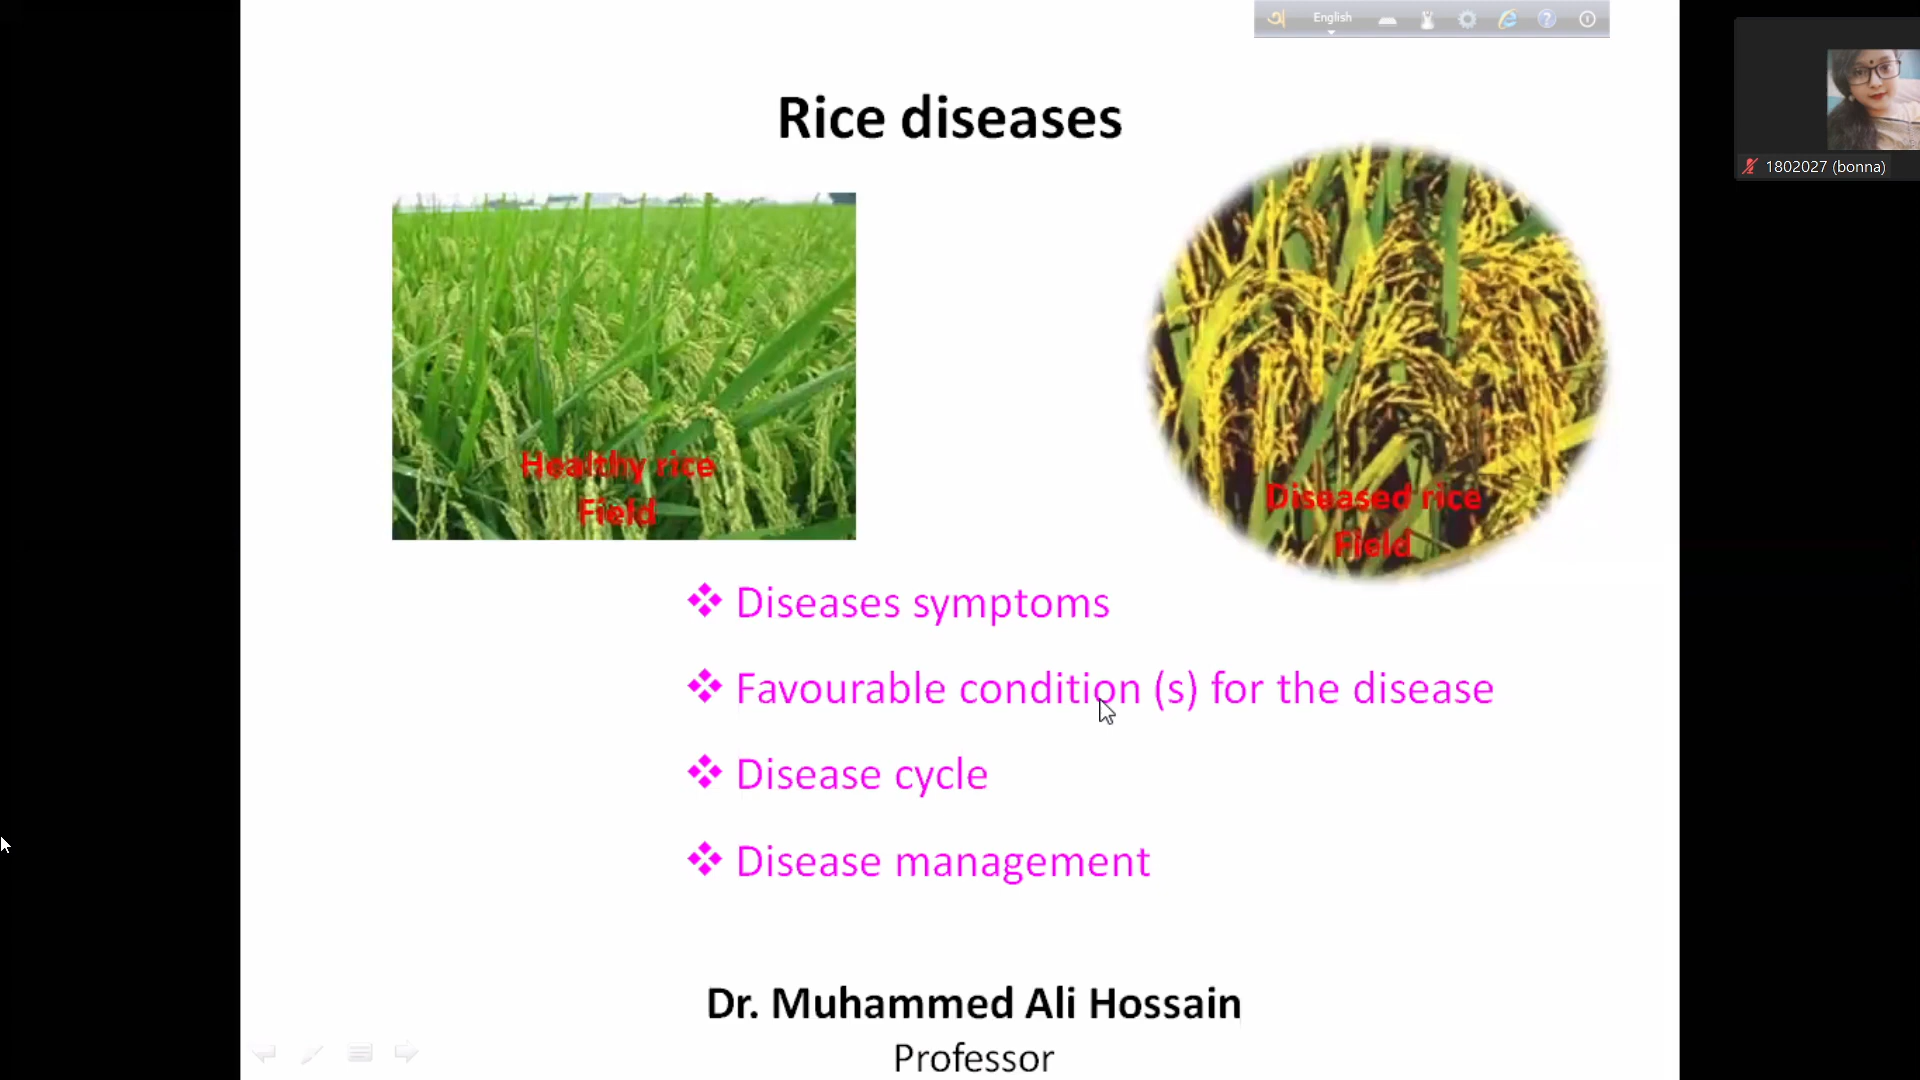 English
Rice diseases
1802027 (bonna)
Healthy rice
Field
Diseased rice
Field
❖ Diseases symptoms
❖ Favourable condition (s) for the disease
❖ Disease cycle
❖ Disease management
Dr. Muhammed Ali Hossain
Professor